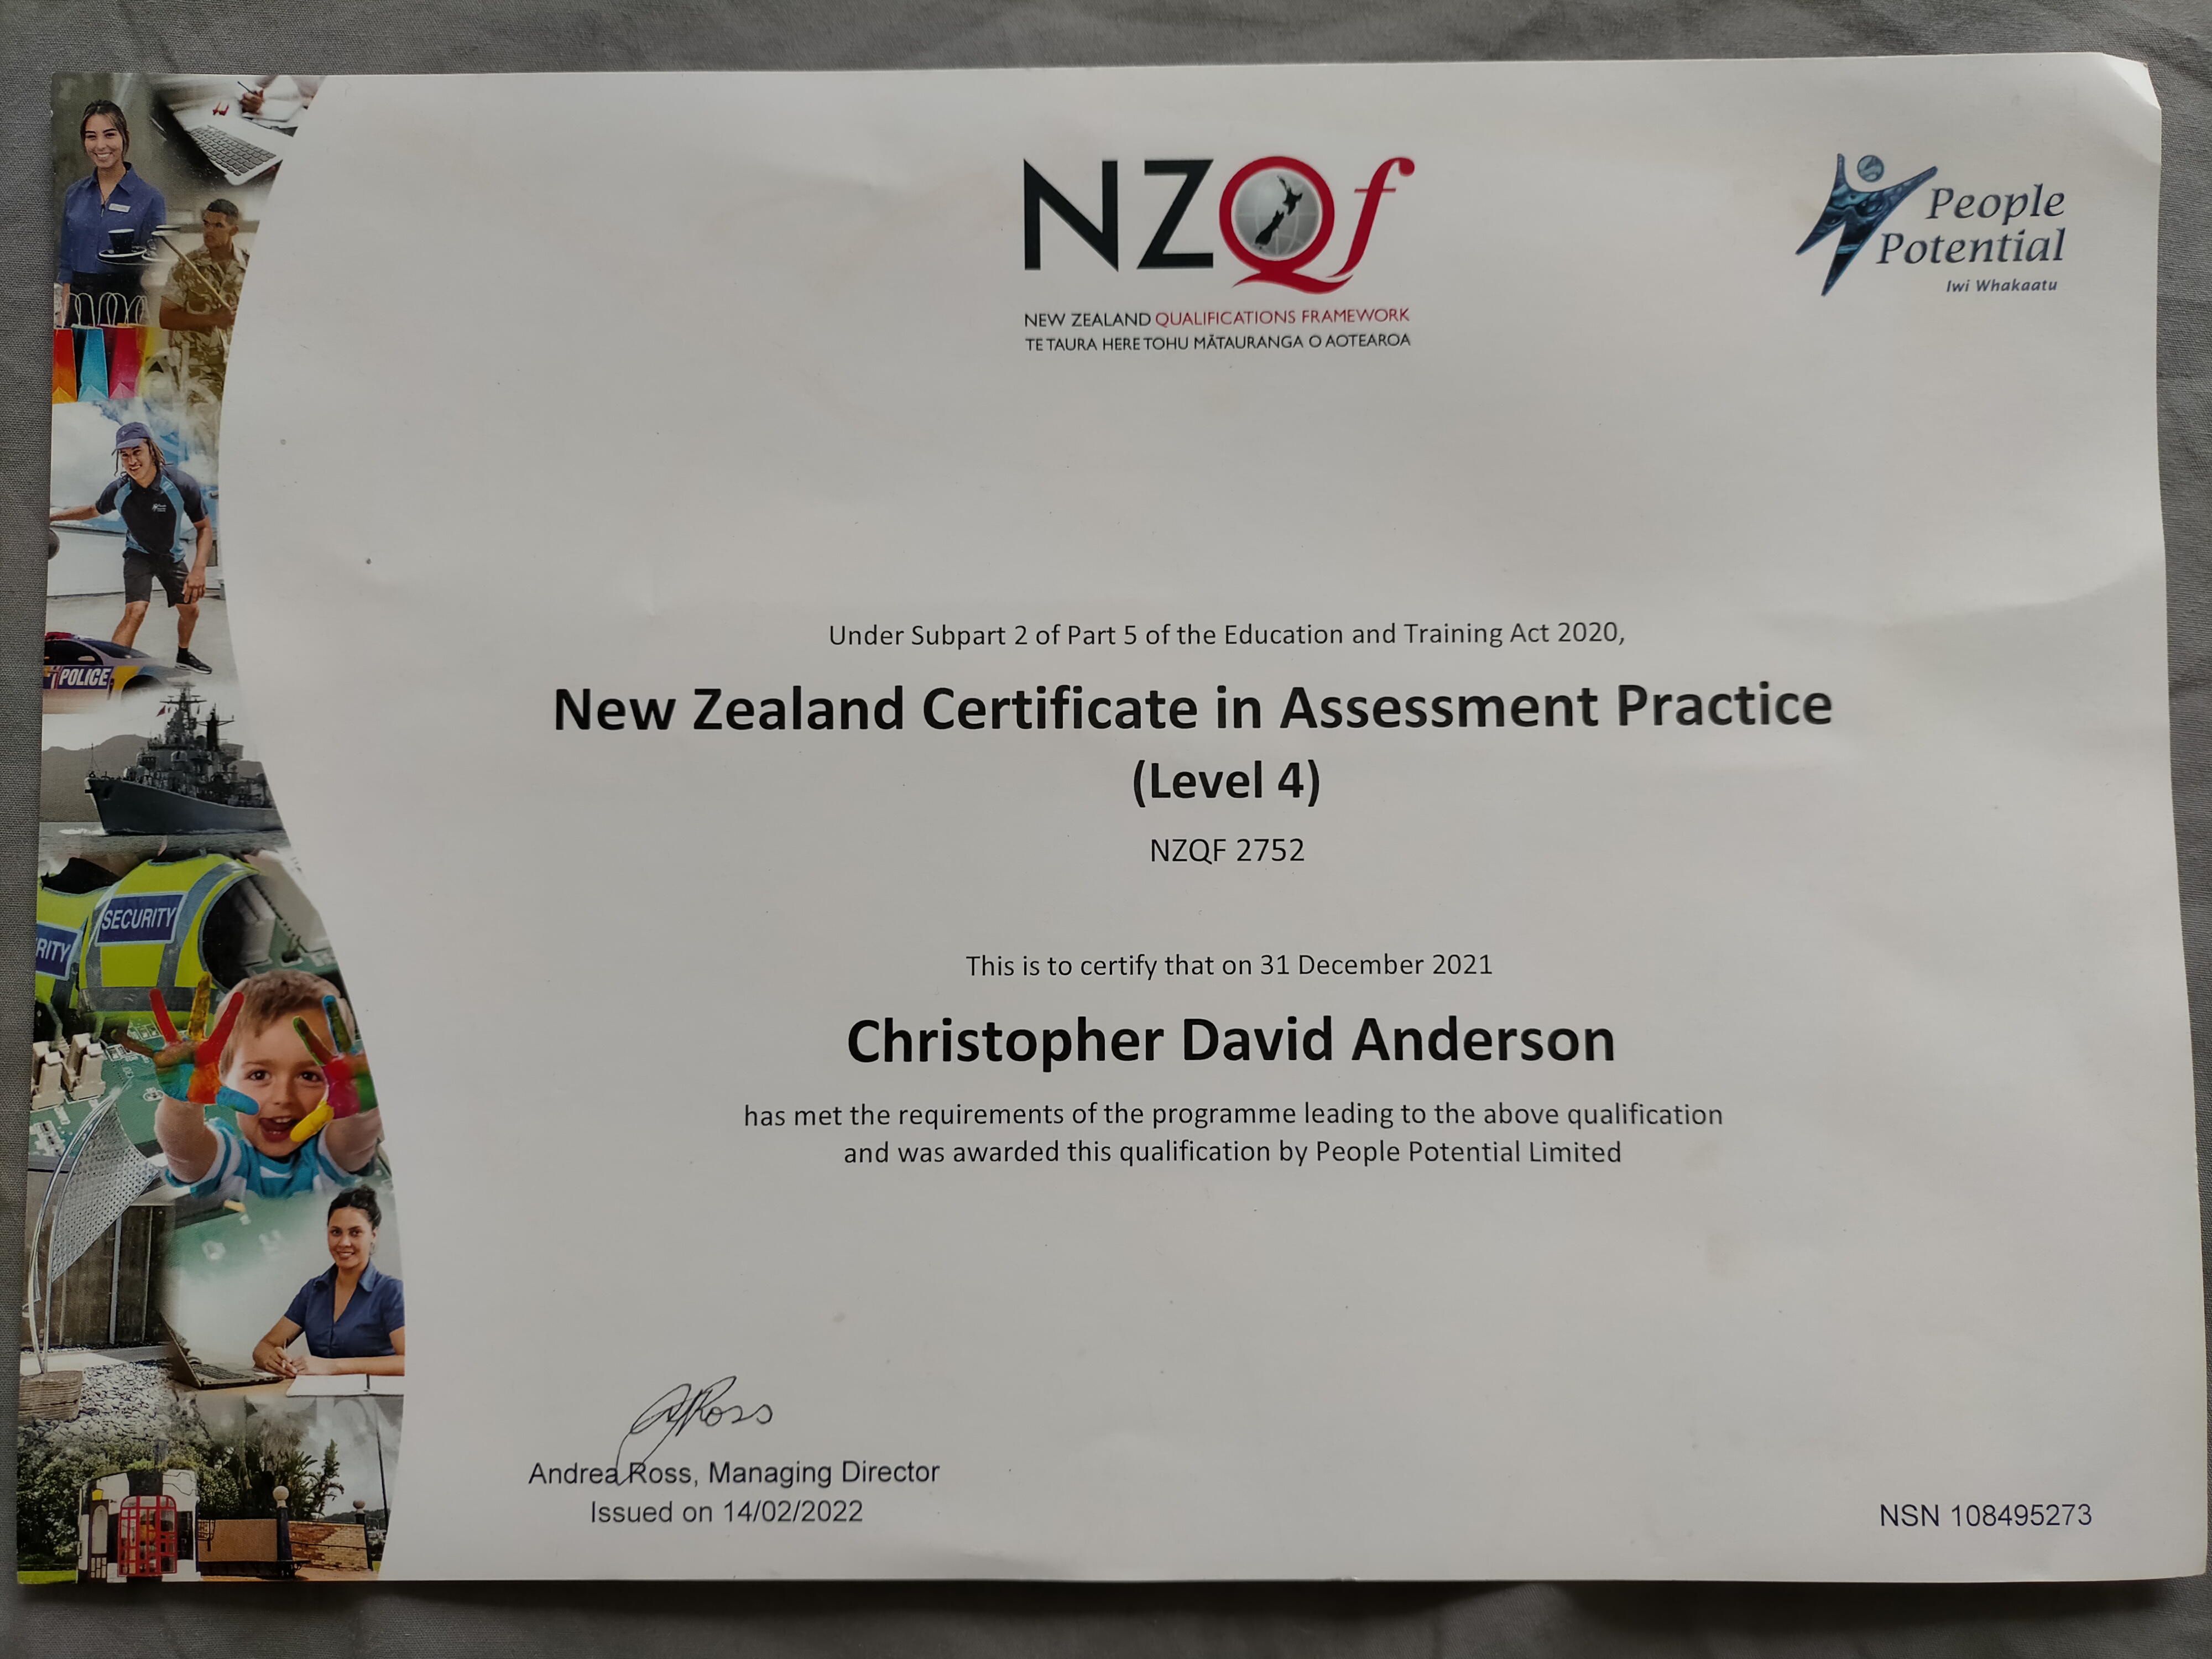 NZQf
NEW ZEALAND QUALIFICATIONS FRAMEWORK
TE TAURA HERE TOHU MĀTAURANGA O AOTEAROA
People
Potential
Iwi Whakaatu
POLICE
SECURITY
RITY
Under Subpart 2 of Part 5 of the Education and Training Act 2020,
New Zealand Certificate in Assessment Practice
(Level 4)
NZQF 2752
This is to certify that on 31 December 2021
Christopher David Anderson
has met the requirements of the programme leading to the above qualification
and was awarded this qualification by People Potential Limited
ARoss
Andrea Ross, Managing Director
Issued on 14/02/2022
NSN 108495273